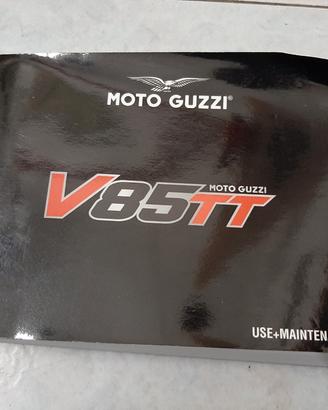 MOTO GUZZI®
MOTO GUZZI
V85TT
USE+MAINTEN